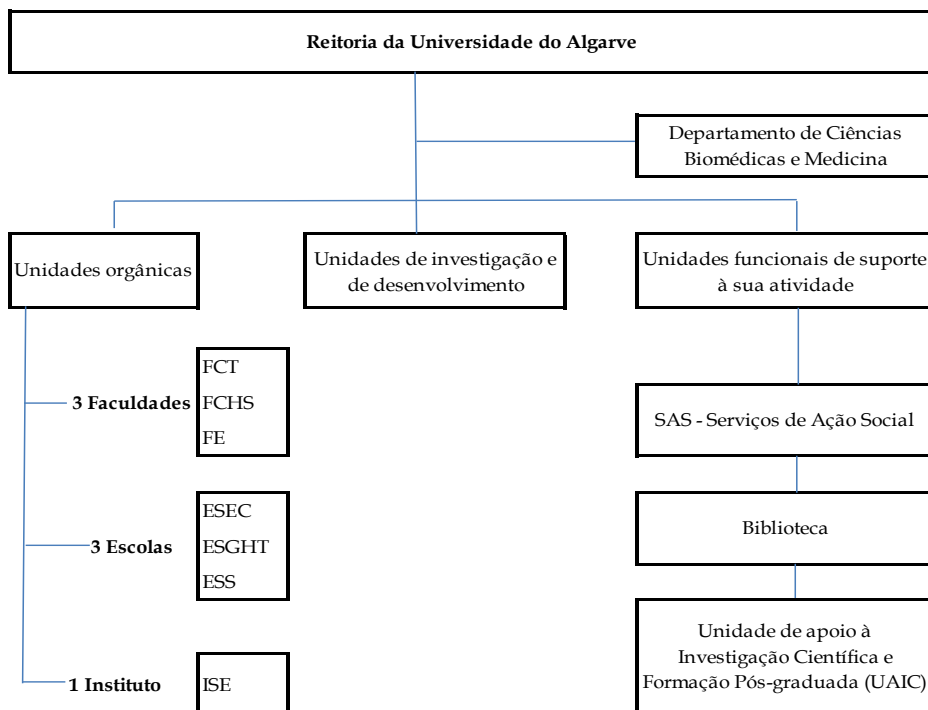 Reitoria da Universidade do Algarve
Departamento de Ciências
Biomédicas e Medicina
Unidades orgânicas
Unidades de investigação e
de desenvolvimento
Unidades funcionais de suporte
à sua atividade
3 Faculdades
FCT
FCHS
FE
3 Escolas
ESEC
ESGHT
ESS
1 Instituto
ISE
SAS - Serviços de Ação Social
Biblioteca
Unidade de apoio à
Investigação Científica e
Formação Pós-graduada (UAIC)